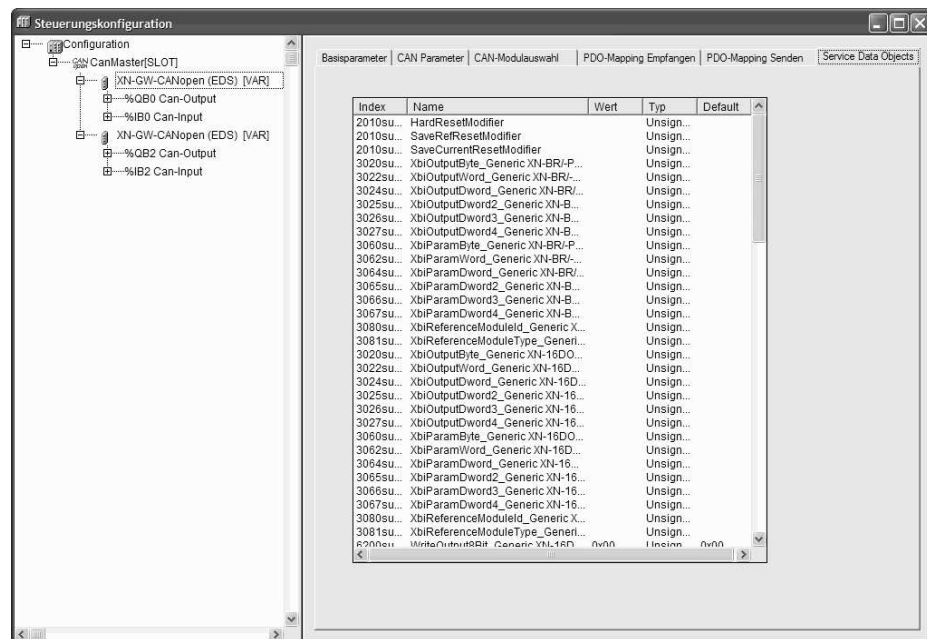 Steuerungskonfiguration
Configuration
CAN CanMaster[SLOT]
XN-GW-CANopen (EDS) [VAR]
%QB0 Can-Output
%IB0 Can-Input
XN-GW-CANopen (EDS) [VAR]
%QB2 Can-Output
%IB2 Can-Input
Basisparameter CAN Parameter CAN-Modulauswahl PDO-Mapping Empfangen PDO-Mapping Senden Service Data Objects
Index Name Wert Typ Default
2010su... HardResetModifier Unsign...
2010su... SaveRefResetModifier Unsign...
2010su... SaveCurrentResetModifier Unsign...
3020su... XbiOutputByte_Generic XN-BR/-P... Unsign...
3022su... XbiOutputWord_Generic XN-BR/-... Unsign...
3024su... XbiOutputDword_Generic XN-BR/... Unsign...
3025su... XbiOutputDword2_Generic XN-B... Unsign...
3026su... XbiOutputDword3_Generic XN-B... Unsign...
3027su... XbiOutputDword4_Generic XN-B... Unsign...
3060su... XbiParamByte_Generic XN-BR/-P... Unsign...
3062su... XbiParamWord_Generic XN-BR/-... Unsign...
3064su... XbiParamDword_Generic XN-BR/... Unsign...
3065su... XbiParamDword2_Generic XN-B... Unsign...
3066su... XbiParamDword3_Generic XN-B... Unsign...
3067su... XbiParamDword4_Generic XN-B... Unsign...
3080su... XbiReferenceModuleId_Generic X... Unsign...
3081su... XbiReferenceModuleType_Generi... Unsign...
3020su... XbiOutputByte_Generic XN-16DO... Unsign...
3022su... XbiOutputWord_Generic XN-16D... Unsign...
3024su... XbiOutputDword_Generic XN-16D... Unsign...
3025su... XbiOutputDword2_Generic XN-16... Unsign...
3026su... XbiOutputDword3_Generic XN-16... Unsign...
3027su... XbiOutputDword4_Generic XN-16... Unsign...
3060su... XbiParamByte_Generic XN-16DO... Unsign...
3062su... XbiParamWord_Generic XN-16D... Unsign...
3064su... XbiParamDword_Generic XN-16... Unsign...
3065su... XbiParamDword2_Generic XN-16... Unsign...
3066su... XbiParamDword3_Generic XN-16... Unsign...
3067su... XbiParamDword4_Generic XN-16... Unsign...
3080su... XbiReferenceModuleId_Generic X... Unsign...
3081su... XbiReferenceModuleType_Generi... Unsign...
6200su... WriteOutput8Bit_Generic XN-16D... 0x00 Unsign... 0x00